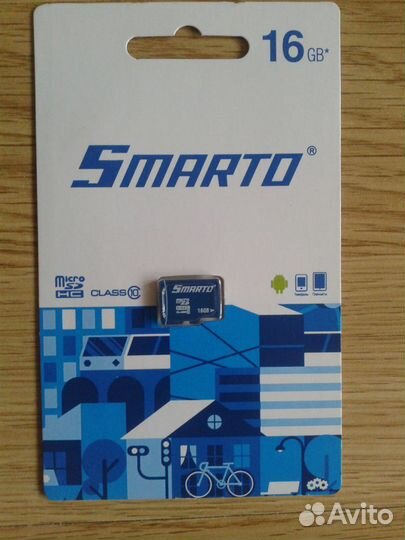 16 GB*
SMARTO®
micro SD HC CLASS 10
SMARTO
16GB
Avito